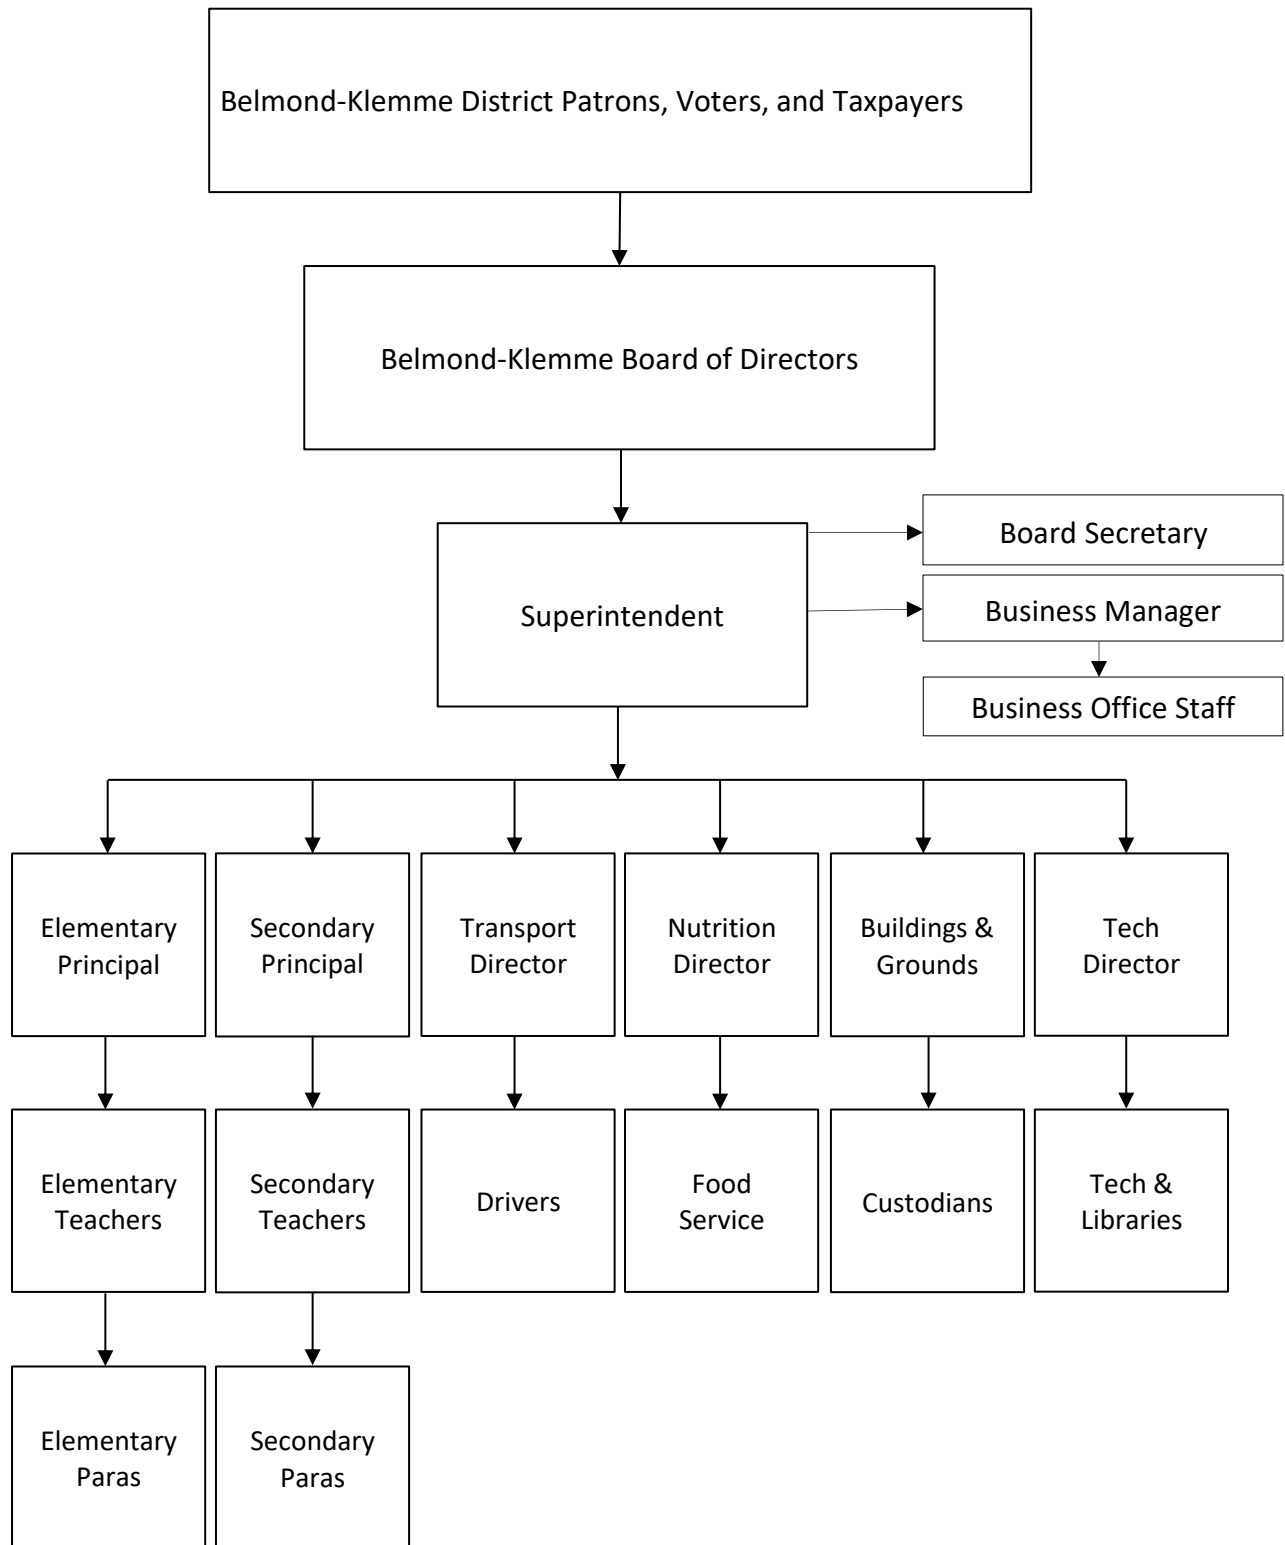 Belmond-Klemme District Patrons, Voters, and Taxpayers
Belmond-Klemme Board of Directors
Superintendent
Board Secretary
Business Manager
Business Office Staff
Elementary
Principal
Secondary
Principal
Transport
Director
Nutrition
Director
Buildings &
Grounds
Tech
Director
Elementary
Teachers
Secondary
Teachers
Drivers
Food
Service
Custodians
Tech &
Libraries
Elementary
Paras
Secondary
Paras